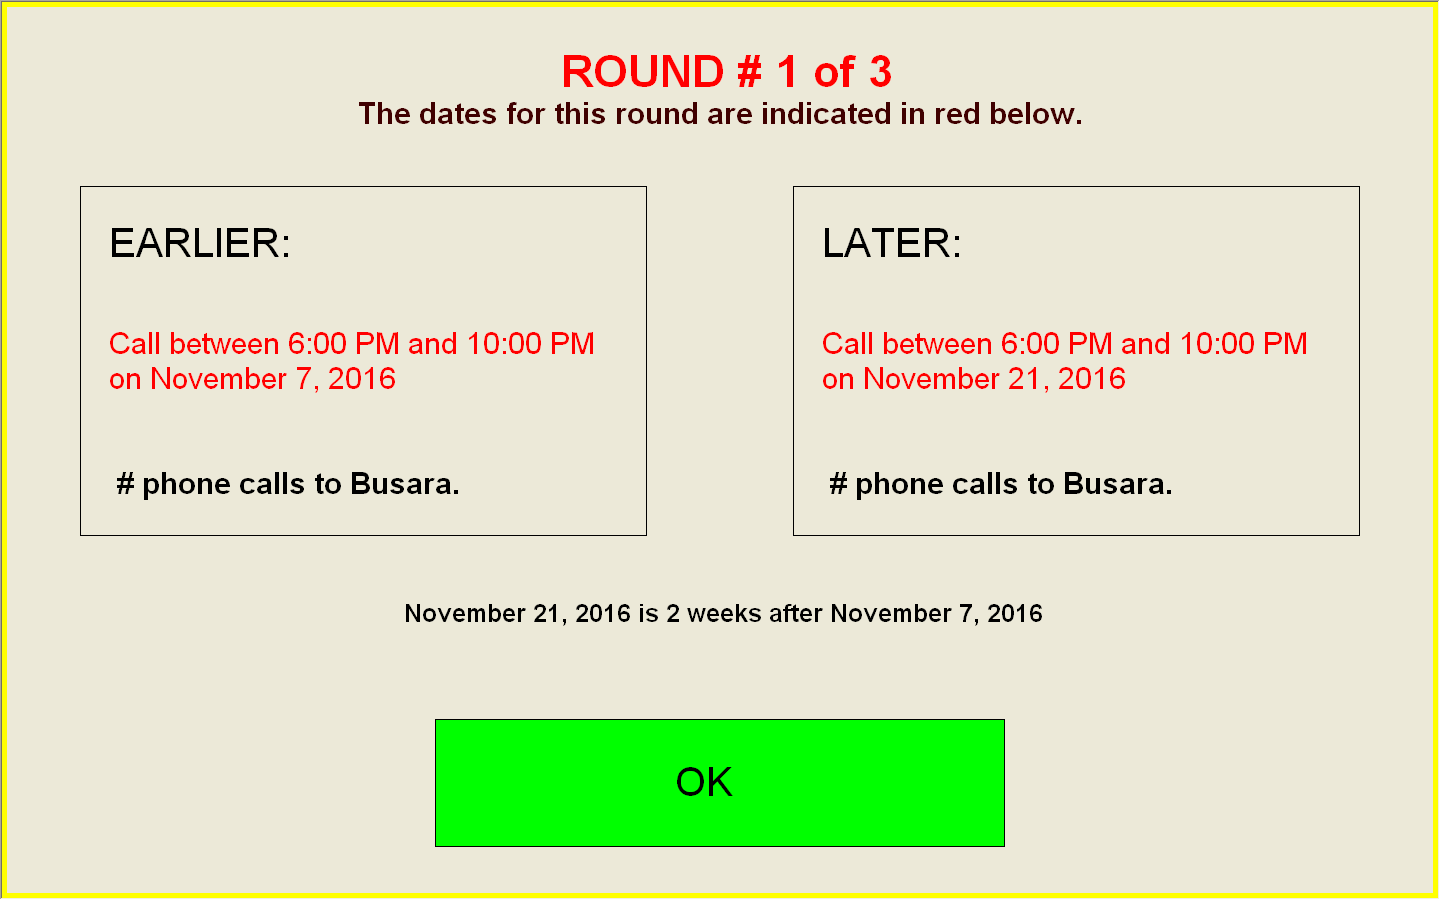 ROUND # 1 of 3
The dates for this round are indicated in red below.
EARLIER:
Call between 6:00 PM and 10:00 PM
on November 7, 2016
# phone calls to Busara.
LATER:
Call between 6:00 PM and 10:00 PM
on November 21, 2016
# phone calls to Busara.
November 21, 2016 is 2 weeks after November 7, 2016
OK